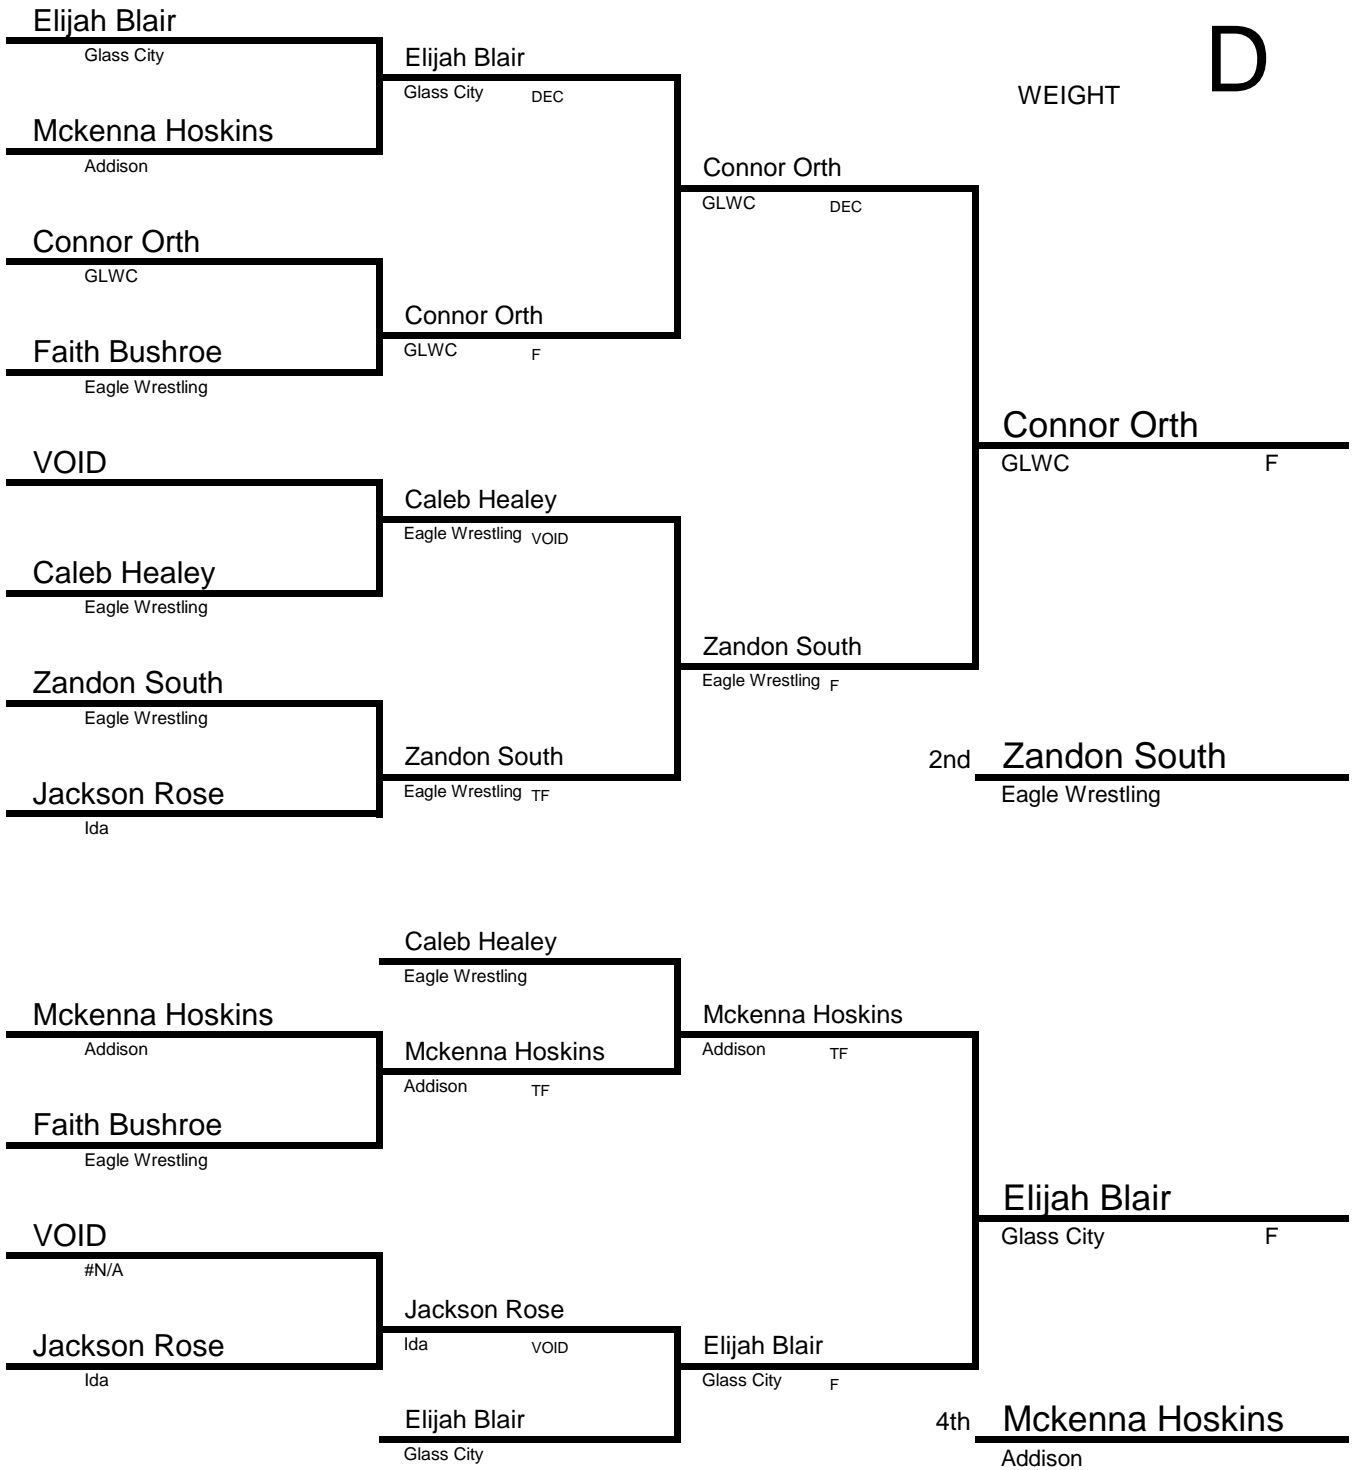 Elijah Blair
Glass City
Elijah Blair
Glass City DEC
WEIGHT D
Mckenna Hoskins
Addison
Connor Orth
GLWC DEC
Connor Orth
GLWC
Connor Orth
GLWC F
Faith Bushroe
Eagle Wrestling
Connor Orth
GLWC F
VOID
Caleb Healey
Eagle Wrestling VOID
Caleb Healey
Eagle Wrestling
Zandon South
Eagle Wrestling F
Zandon South
Eagle Wrestling
Zandon South
Eagle Wrestling TF
2nd Zandon South
Eagle Wrestling
Jackson Rose
Ida
Caleb Healey
Eagle Wrestling
Mckenna Hoskins
Addison
Mckenna Hoskins
Addison TF
Mckenna Hoskins
Addison TF
Faith Bushroe
Eagle Wrestling
Elijah Blair
Glass City F
VOID
#N/A
Jackson Rose
Ida VOID
Jackson Rose
Ida
Elijah Blair
Glass City F
Elijah Blair
Glass City
4th Mckenna Hoskins
Addison